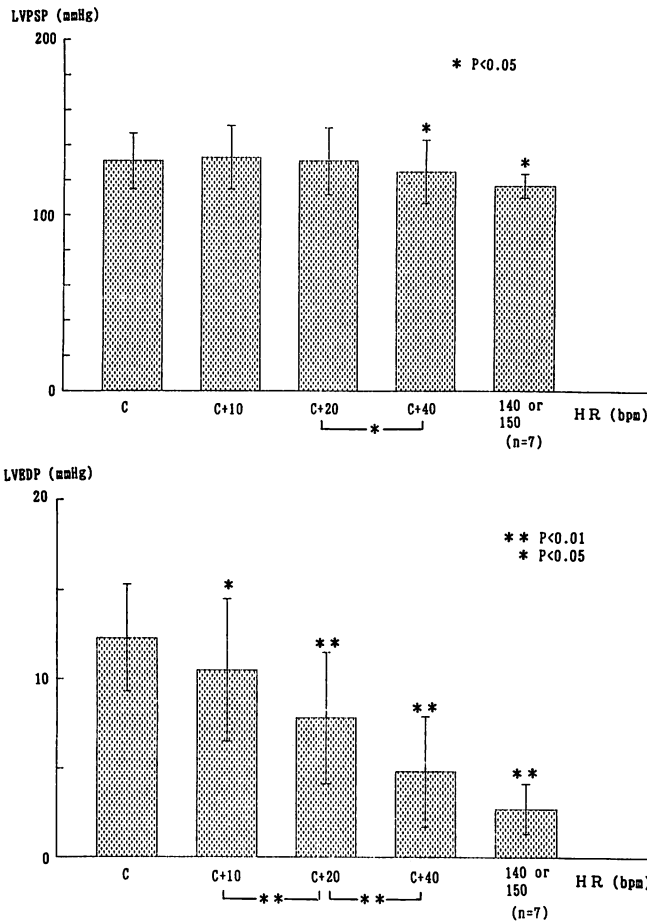 LVPSP (mmHg)
200
* P<0.05
*
*
100
0
C C+10 C+20 C+40 140 or 150 (n=7) HR (bpm)
*
LVEDP (mmHg)
20
** P<0.01
* P<0.05
*
**
**
**
10
0
C C+10 C+20 C+40 140 or 150 (n=7) HR (bpm)
** **